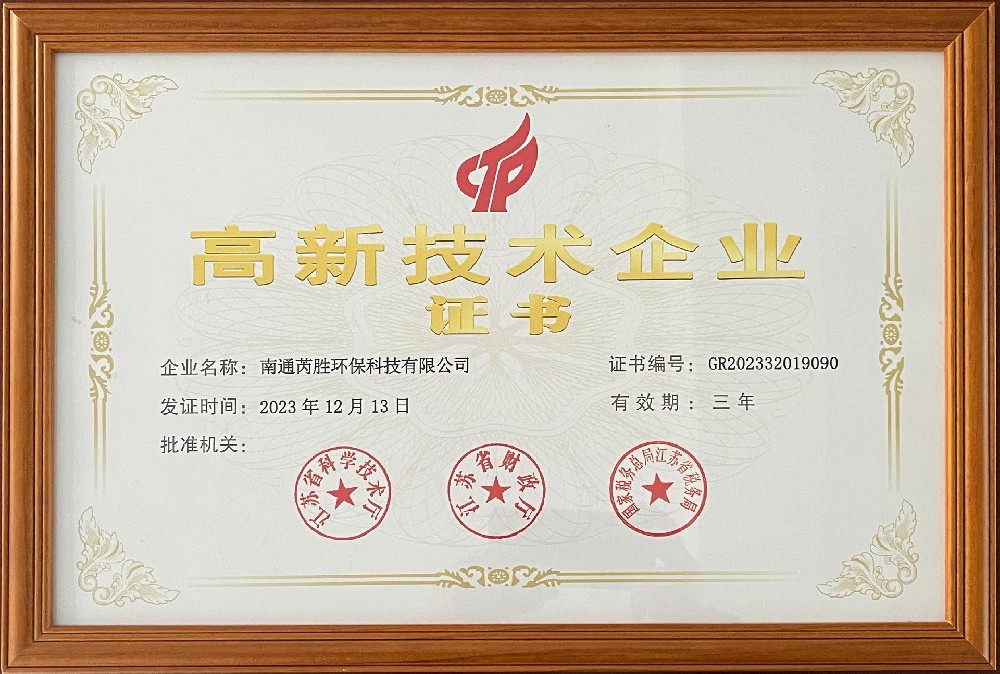 高新技术企业
证书
企业名称：南通芮胜环保科技有限公司
证书编号：GR202332019090
发证时间：2023年12月13日
有效期：三年
批准机关：
江苏省科学技术厅
江苏省财政厅
国家税务总局江苏省税务局